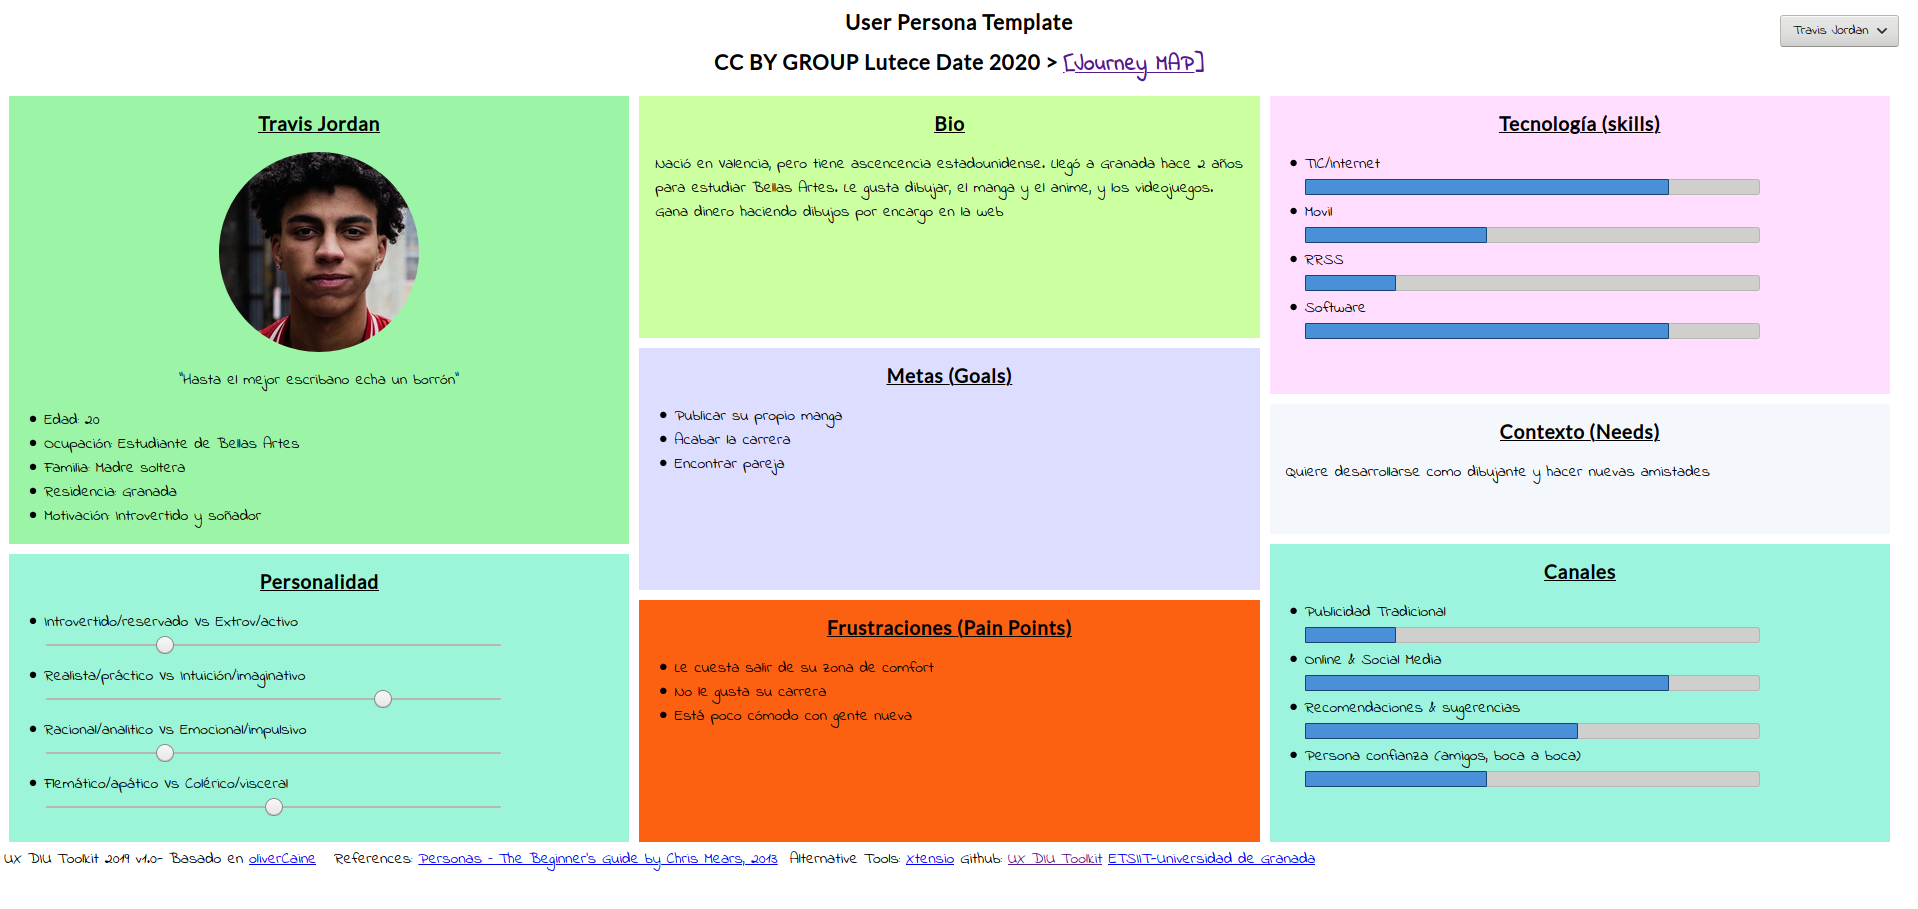 User Persona Template
Travis Jordan
CC BY GROUP Lutece Date 2020 > [Journey MAP]
Travis Jordan
"Hasta el mejor escribano echa un borrón"
Edad: 20
Ocupación: Estudiante de Bellas Artes
Familia: Madre soltera
Residencia: Granada
Motivación: Introvertido y soñador
Personalidad
Introvertido/reservado Vs Extrov/activo
Realista/práctico Vs Intuición/imaginativo
Racional/analitico Vs Emocional/impulsivo
Flemático/apático Vs Colérico/visceral
Bio
Nació en Valencia, pero tiene ascencencia estadounidense. Llegó a Granada hace 2 años
para estudiar Bellas Artes. Le gusta dibujar, el manga y el anime, y los videojuegos.
Gana dinero haciendo dibujos por encargo en la web
Metas (Goals)
Publicar su propio manga
Acabar la carrera
Encontrar pareja
Frustraciones (Pain Points)
Le cuesta salir de su zona de comfort
No le gusta su carrera
Está poco cómodo con gente nueva
Tecnología (skills)
TIC/Internet
Movil
RRSS
Software
Contexto (Needs)
Quiere desarrollarse como dibujante y hacer nuevas amistades
Canales
Publicidad Tradicional
Online & Social Media
Recomendaciones & sugerencias
Persona confianza (amigos, boca a boca)
UX DIU Toolkit 2019 v1.0- Basado en oliverCaine References: Personas - The Beginner's Guide by Chris Mears, 2013 Alternative Tools: Xtensio Github: UX DIU Toolkit ETSIIT-Universidad de Granada